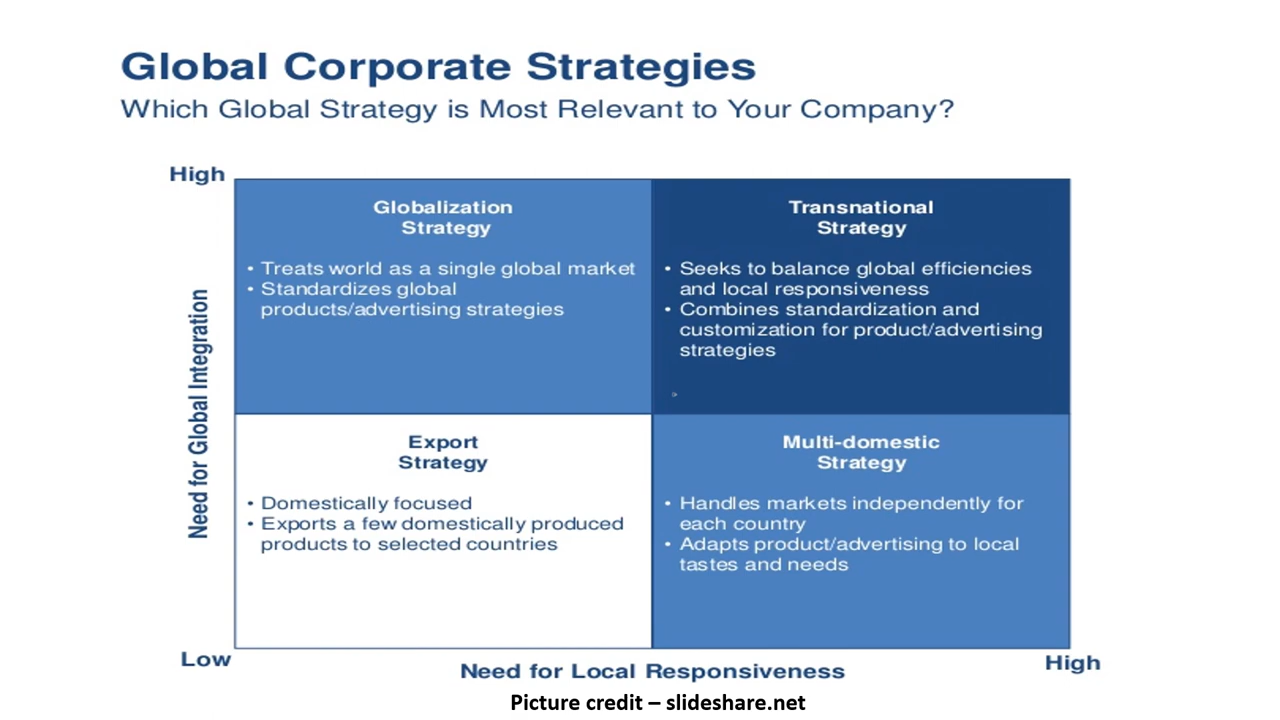 Global Corporate Strategies
Which Global Strategy is Most Relevant to Your Company?
High
Need for Global Integration
Globalization
Strategy
• Treats world as a single global market
• Standardizes global
products/advertising strategies
Transnational
Strategy
• Seeks to balance global efficiencies
and local responsiveness
• Combines standardization and
customization for product/advertising
strategies
Export
Strategy
• Domestically focused
• Exports a few domestically produced
products to selected countries
Multi-domestic
Strategy
• Handles markets independently for
each country
• Adapts product/advertising to local
tastes and needs
Low
Need for Local Responsiveness
High
Picture credit – slideshare.net